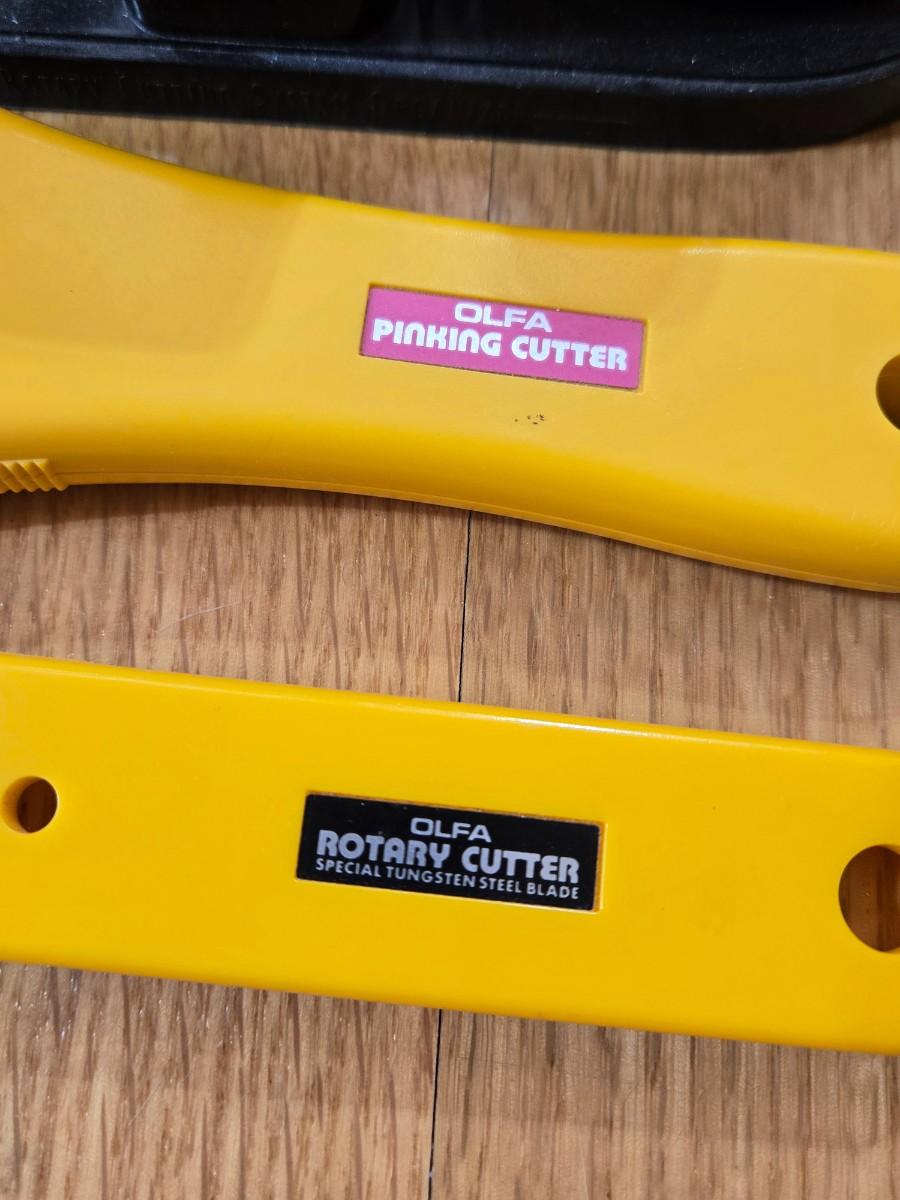 OLFA
PINKING CUTTER
OLFA
ROTARY CUTTER
SPECIAL TUNGSTEN STEEL BLADE